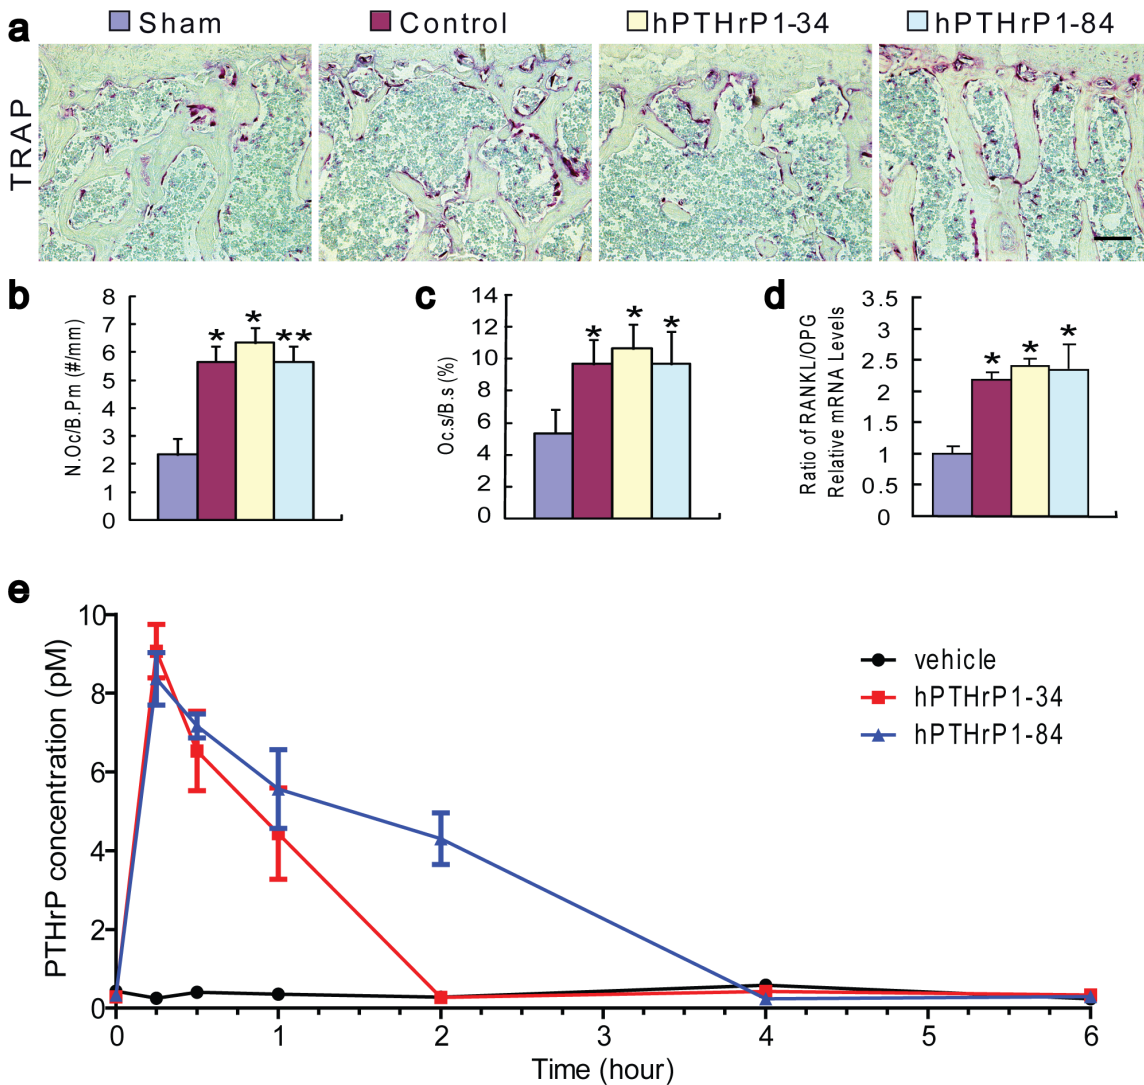 a Sham Control hPTHrP1-34 hPTHrP1-84
TRAP
b
N.Oc/B.Pm (#/mm)
8
7
6
5
4
3
2
1
0
* * **
c
Oc.s/B.s (%)
14
12
10
8
6
4
2
0
* * *
d
Ratio of RANKL/OPG
Relative mRNA Levels
3.5
3
2.5
2
1.5
1
0.5
0
* * *
e
PTHrP concentration (pM)
10
8
6
4
2
0
vehicle
hPTHrP1-34
hPTHrP1-84
0 1 2 3 4 5 6
Time (hour)